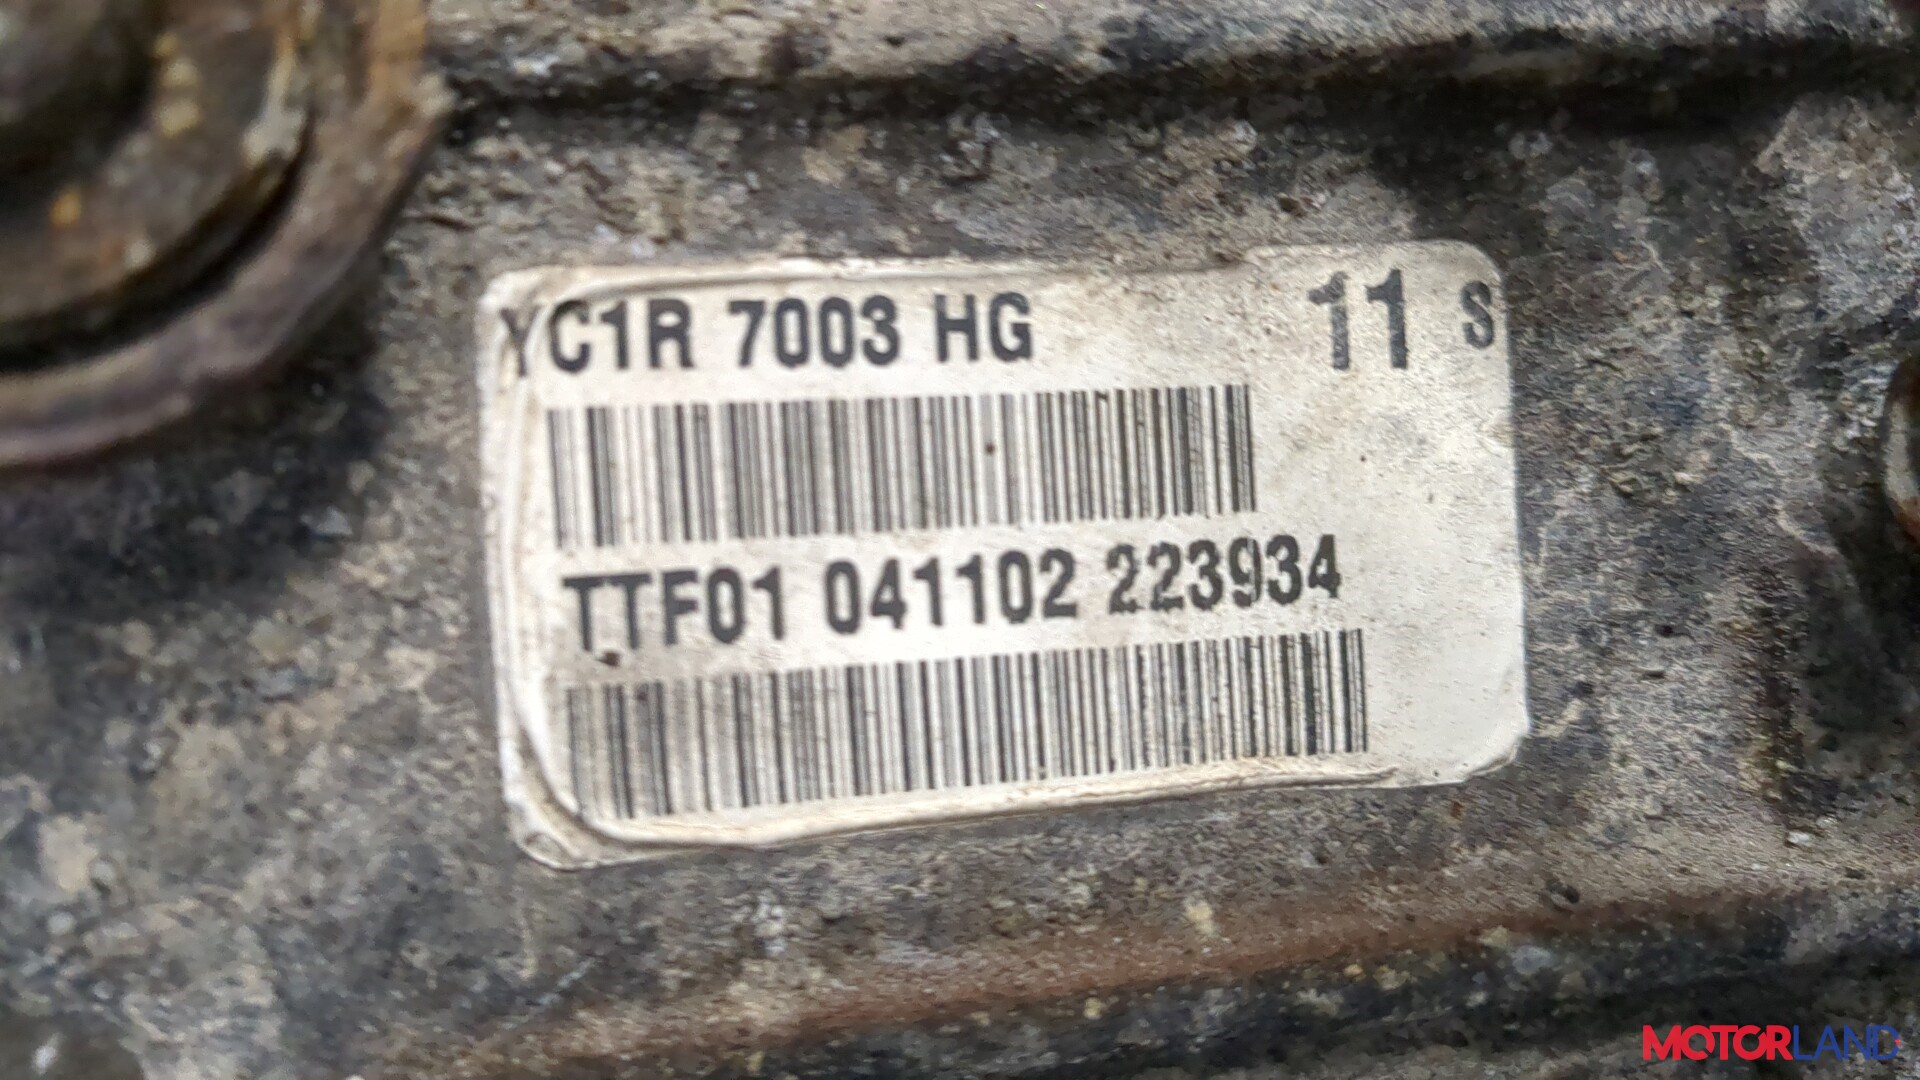 YC1R 7003 HG 11 S
TTF01 041102 223934
MOTORLAND